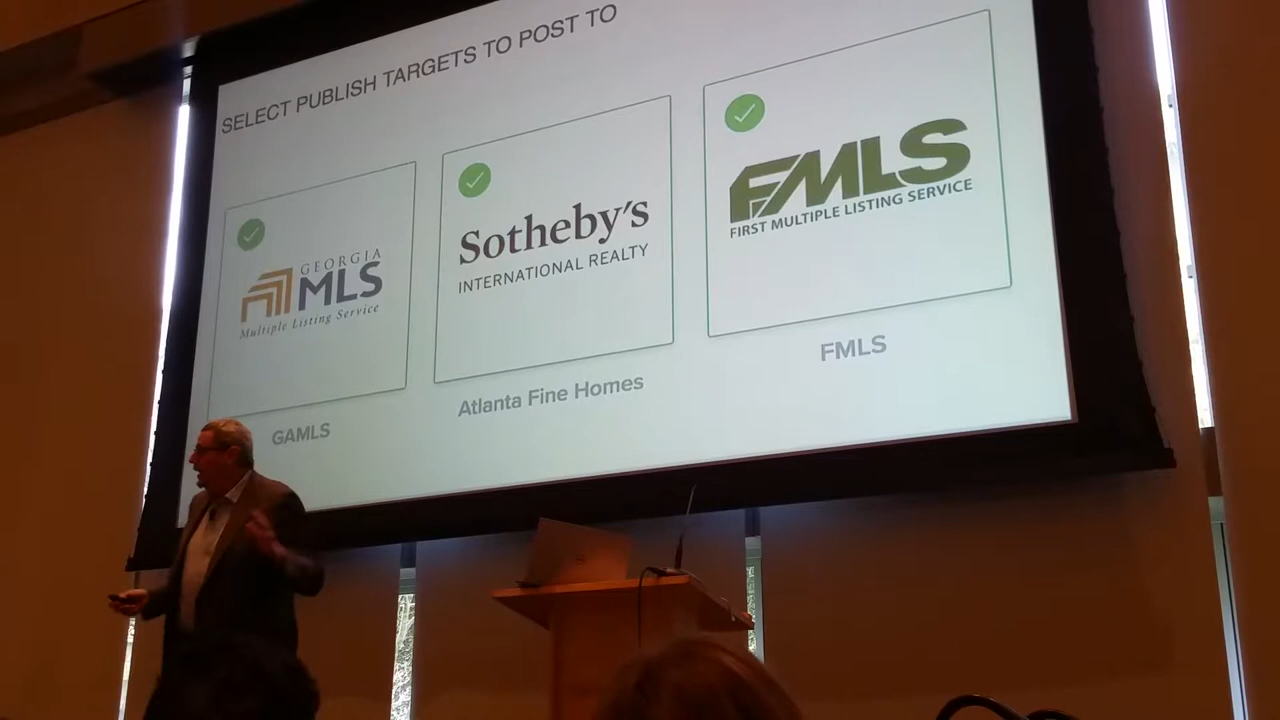 SELECT PUBLISH TARGETS TO POST TO
GEORGIA
MLS
Multiple Listing Service
GAMLS
Sotheby's
INTERNATIONAL REALTY
Atlanta Fine Homes
FMLS
FIRST MULTIPLE LISTING SERVICE
FMLS